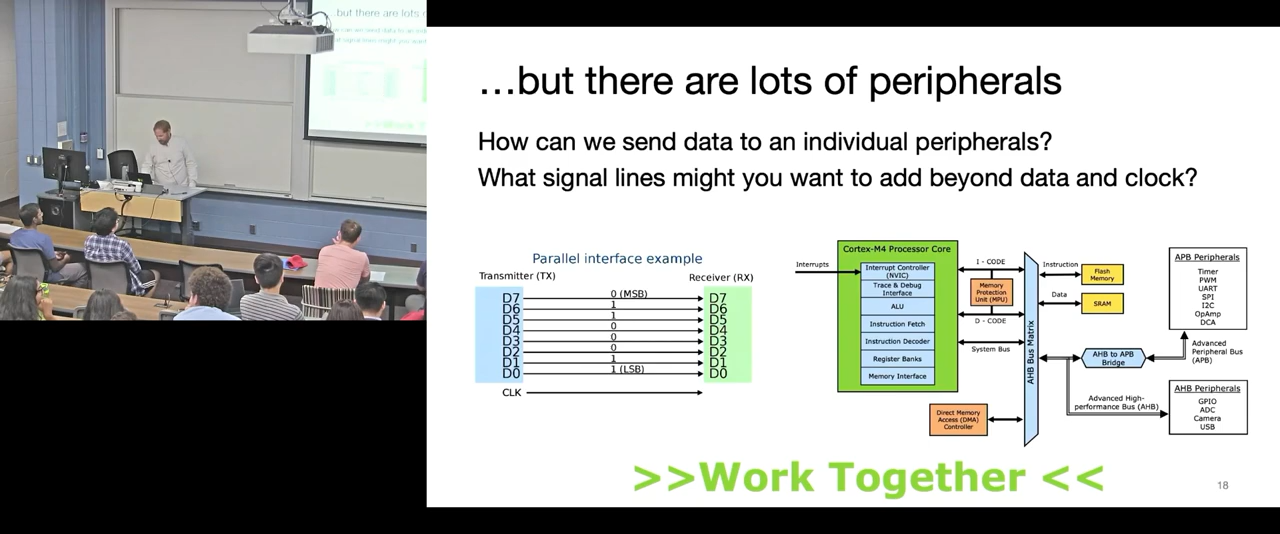 but there are lots
…but there are lots of peripherals
How can we send data to an individual peripherals?
What signal lines might you want to add beyond data and clock?
Parallel interface example
Transmitter (TX)
Receiver (RX)
D7 0 (MSB) D7
D6 1 D6
D5 1 D5
D4 0 D4
D3 0 D3
D2 0 D2
D1 1 D1
D0 1 (LSB) D0
CLK
Interrupts
Cortex-M4 Processor Core
Interrupt Controller
(NVIC)
Trace & Debug
Interface
ALU
Instruction Fetch
Instruction Decoder
Register Banks
Memory Interface
I - CODE
Memory
Protection
Unit (MPU)
D - CODE
System Bus
Direct Memory
Access (DMA)
Controller
AHB Bus Matrix
Instruction
Flash
Memory
Data
SRAM
AHB to APB
Bridge
Advanced High-
performance Bus (AHB)
APB Peripherals
Timer
PWM
UART
SPI
I2C
OpAmp
DCA
Advanced
Peripheral Bus
(APB)
AHB Peripherals
GPIO
ADC
Camera
USB
>>Work Together <<
18